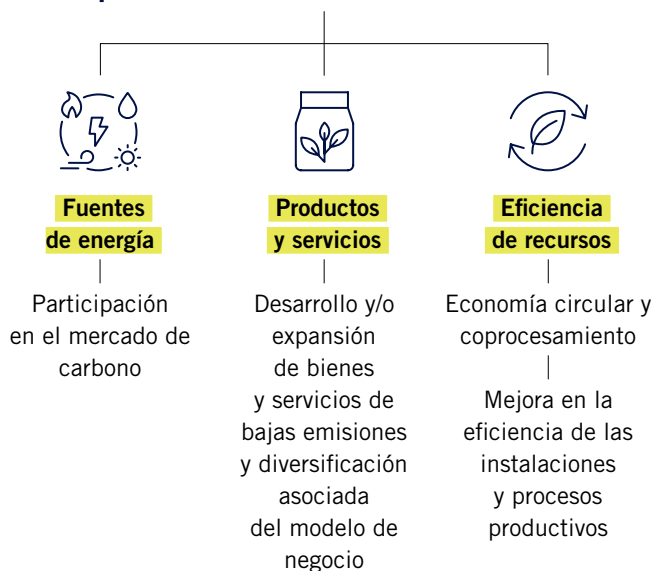 Fuentes
de energía
Participación
en el mercado de
carbono
Productos
y servicios
Desarrollo y/o
expansión
de bienes
y servicios de
bajas emisiones
y diversificación
asociada
del modelo de
negocio
Eficiencia
de recursos
Economía circular y
coprocesamiento
Mejora en la
eficiencia de las
instalaciones
y procesos
productivos